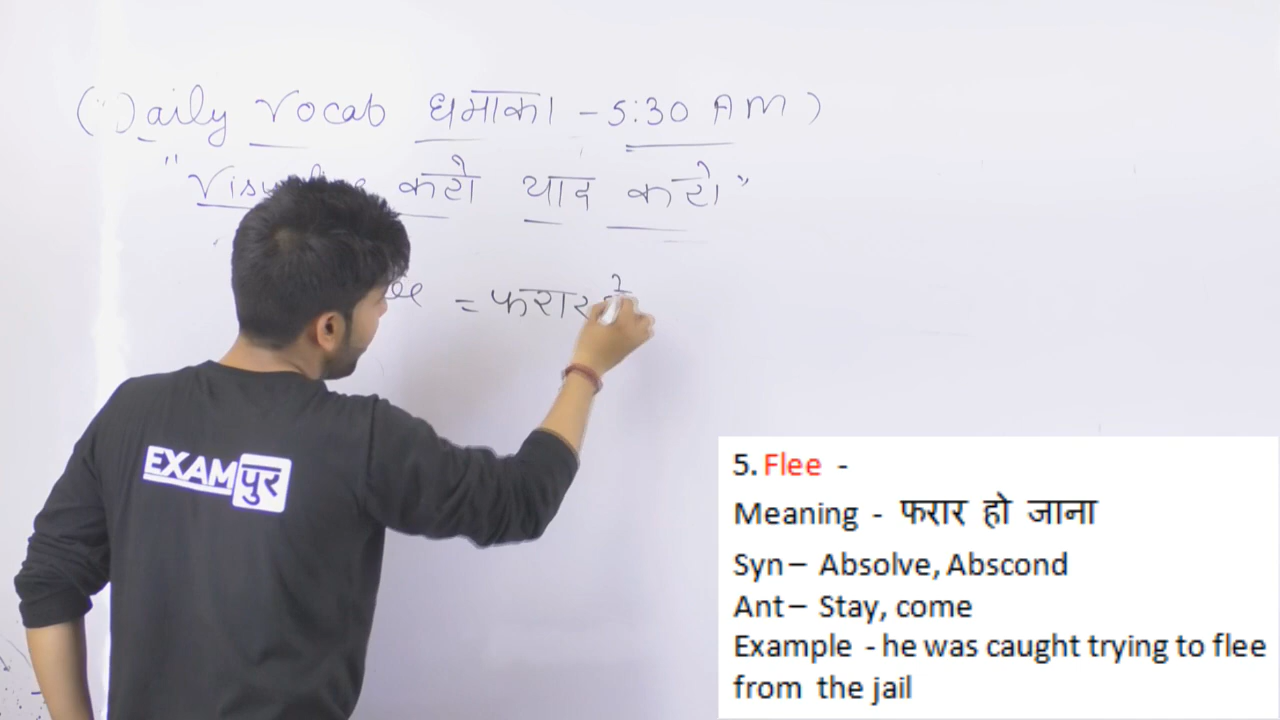 (Daily Vocab धमाका - 5:30 AM)
" करो याद करो"
= फरार
EXAMपुर
5. Flee -
Meaning - फरार हो जाना
Syn – Absolve, Abscond
Ant – Stay, come
Example - he was caught trying to flee
from the jail